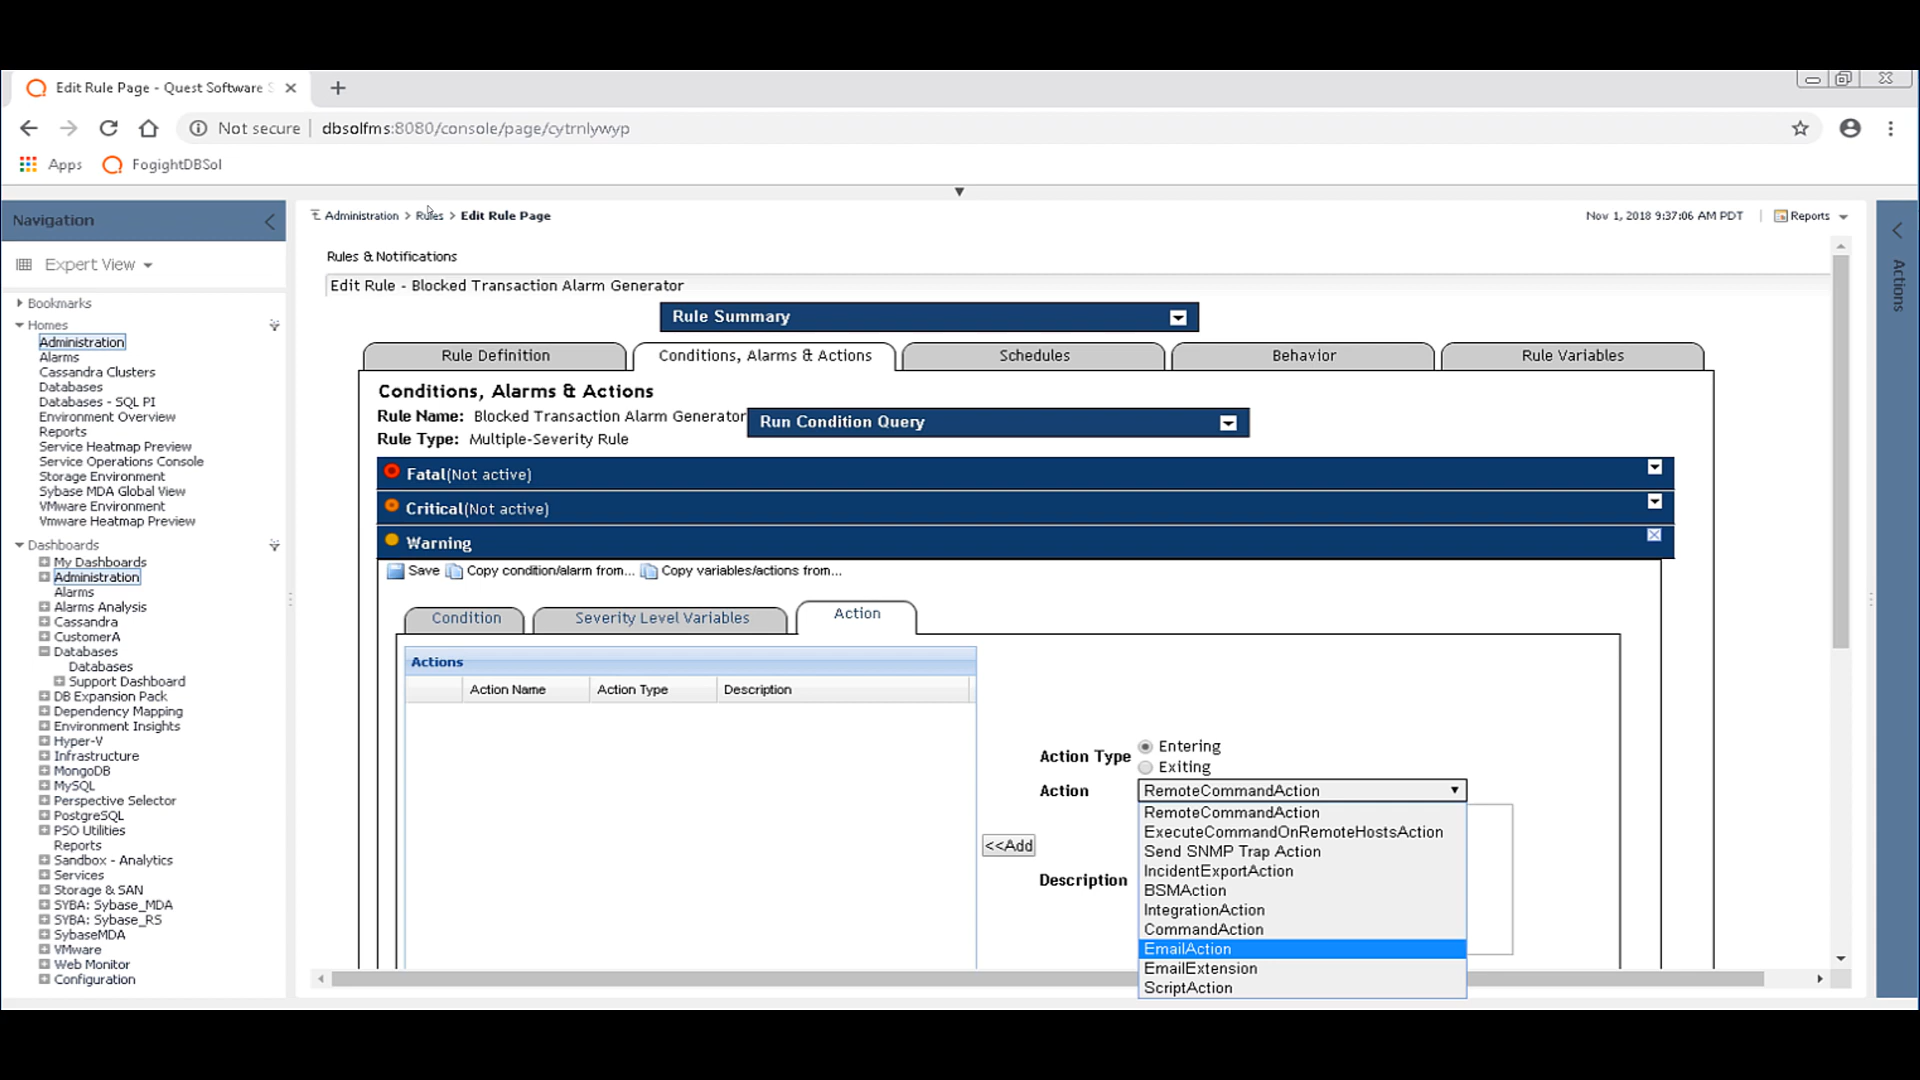 Edit Rule Page - Quest Software S
Not secure
dbsolfms:8080/console/page/cytrnlywyp
Apps
FogightDBSol
Navigation
Administration > Rules > Edit Rule Page
Nov 1, 2018 9:37:06 AM PDT
Reports
Actions
Expert View
Bookmarks
Homes
Administration
Alarms
Cassandra Clusters
Databases
Databases - SQL PI
Environment Overview
Reports
Service Heatmap Preview
Service Operations Console
Storage Environment
Sybase MDA Global View
VMware Environment
Vmware Heatmap Preview
Dashboards
My Dashboards
Administration
Alarms
Alarms Analysis
Cassandra
CustomerA
Databases
Databases
Support Dashboard
DB Expansion Pack
Dependency Mapping
Environment Insights
Hyper-V
Infrastructure
MongoDB
MySQL
Perspective Selector
PostgreSQL
PSO Utilities
Reports
Sandbox - Analytics
Services
Storage & SAN
SYBA: Sybase_MDA
SYBA: Sybase_RS
SybaseMDA
VMware
Web Monitor
Configuration
Rules & Notifications
Edit Rule - Blocked Transaction Alarm Generator
Rule Summary
Rule Definition
Conditions, Alarms & Actions
Schedules
Behavior
Rule Variables
Conditions, Alarms & Actions
Rule Name: Blocked Transaction Alarm Generator
Run Condition Query
Rule Type: Multiple-Severity Rule
Fatal(Not active)
Critical(Not active)
Warning
Save
Copy condition/alarm from...
Copy variables/actions from...
Condition
Severity Level Variables
Action
Actions
Action Name
Action Type
Description
Action Type
Entering
Exiting
Action
RemoteCommandAction
RemoteCommandAction
ExecuteCommandOnRemoteHostsAction
<<Add
Send SNMP Trap Action
IncidentExportAction
Description
BSMAction
IntegrationAction
CommandAction
EmailAction
EmailExtension
ScriptAction